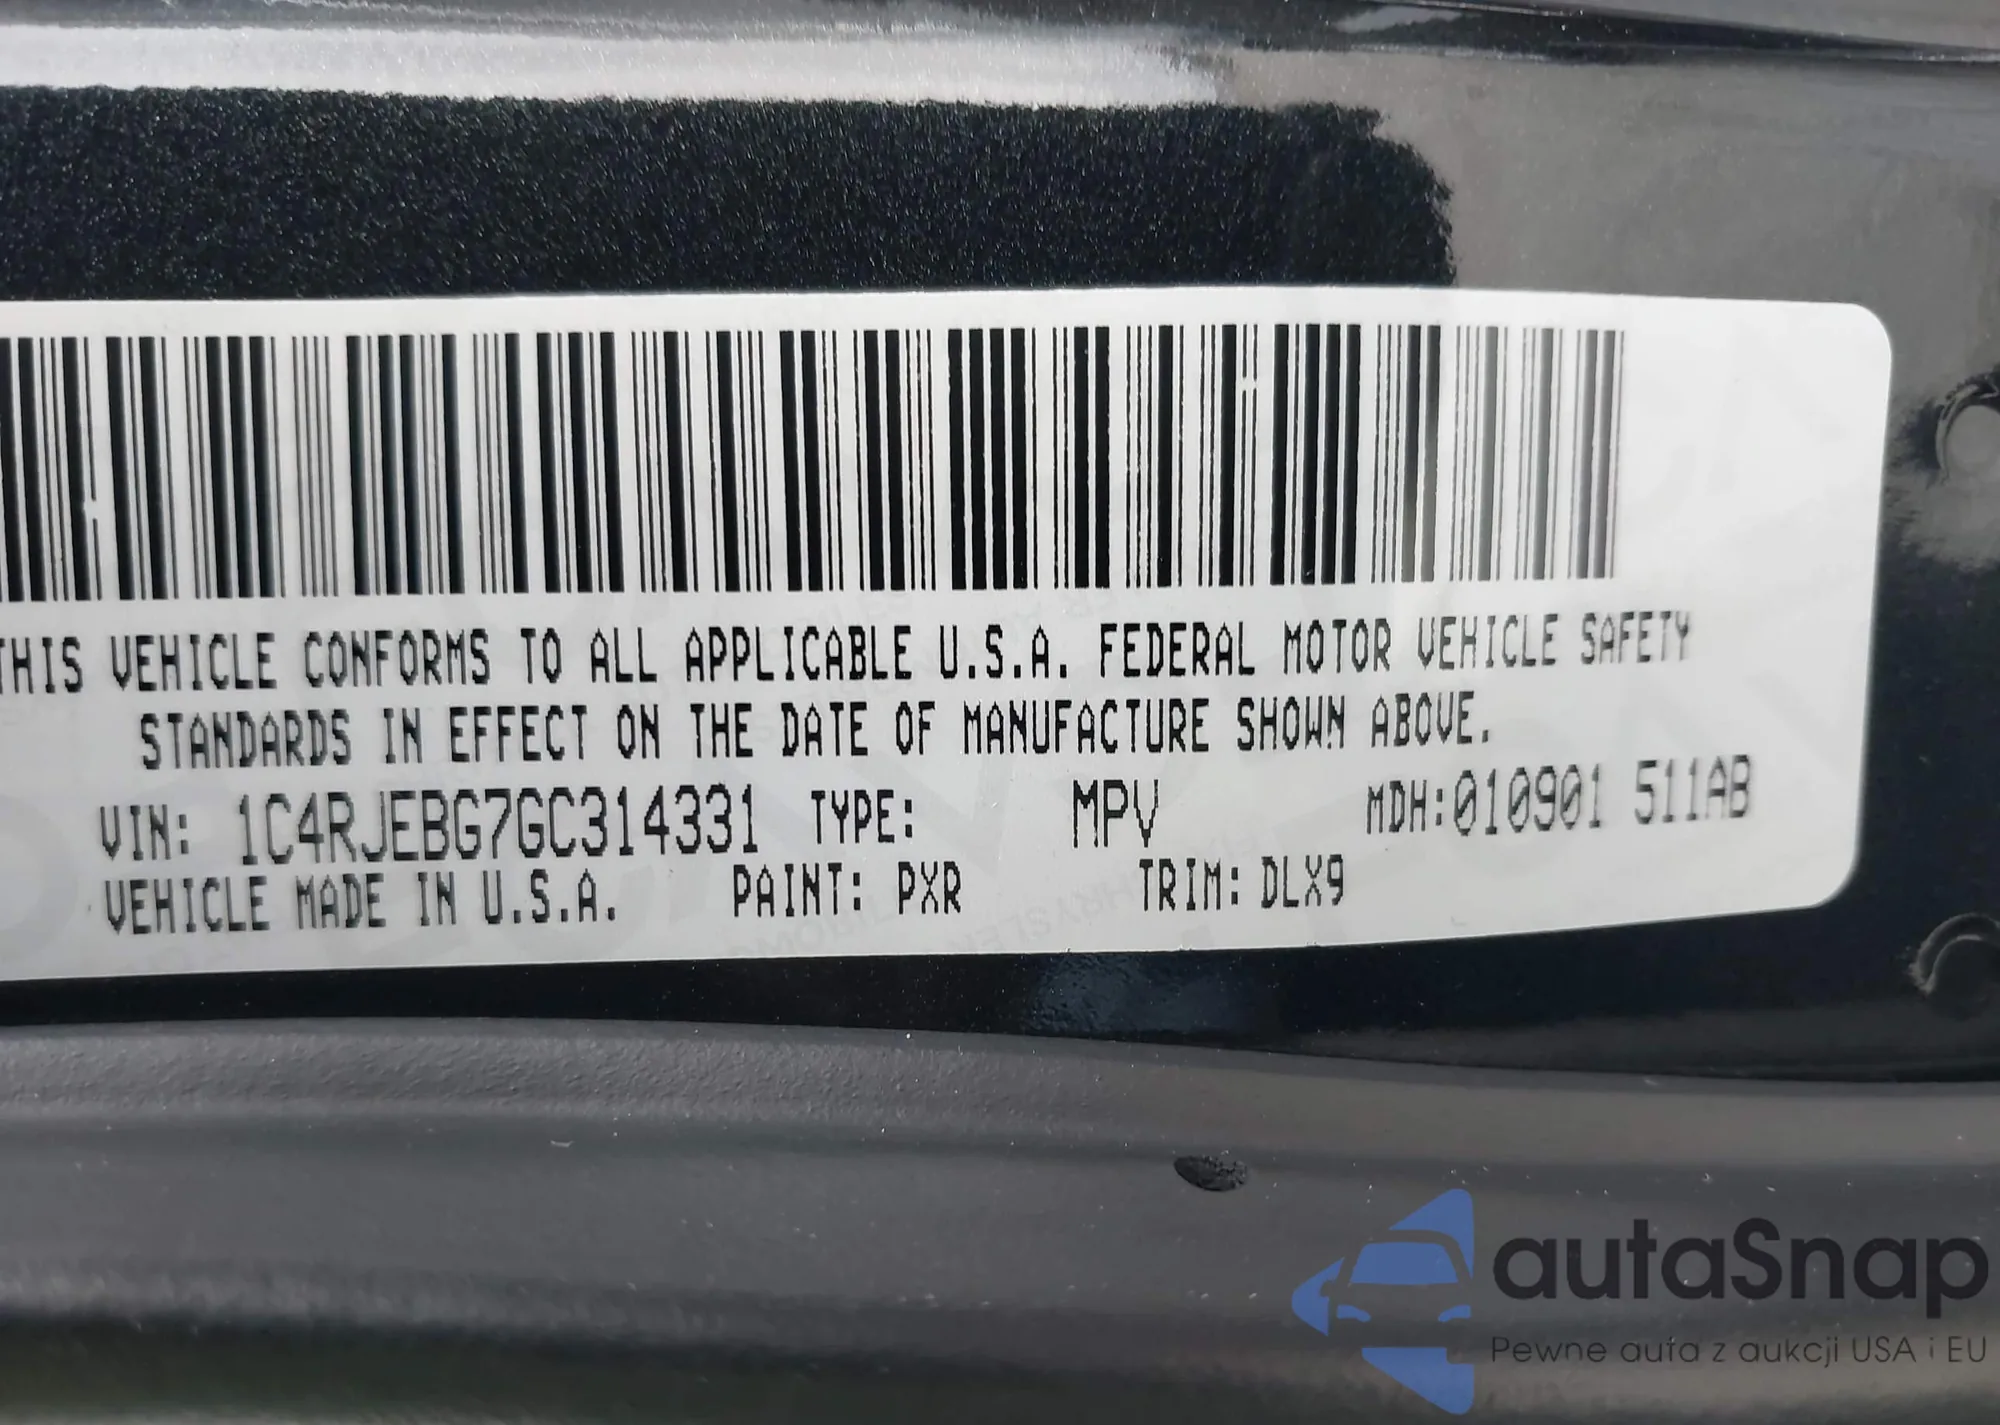 THIS VEHICLE CONFORMS TO ALL APPLICABLE U.S.A. FEDERAL MOTOR VEHICLE SAFETY
STANDARDS IN EFFECT ON THE DATE OF MANUFACTURE SHOWN ABOVE.
VIN: 1C4RJEBG7GC314331 TYPE: MPV MDH:010901 511AB
VEHICLE MADE IN U.S.A. PAINT: PXR TRIM: DLX9
autaSnap
Pewne auta z aukcji USA i EU